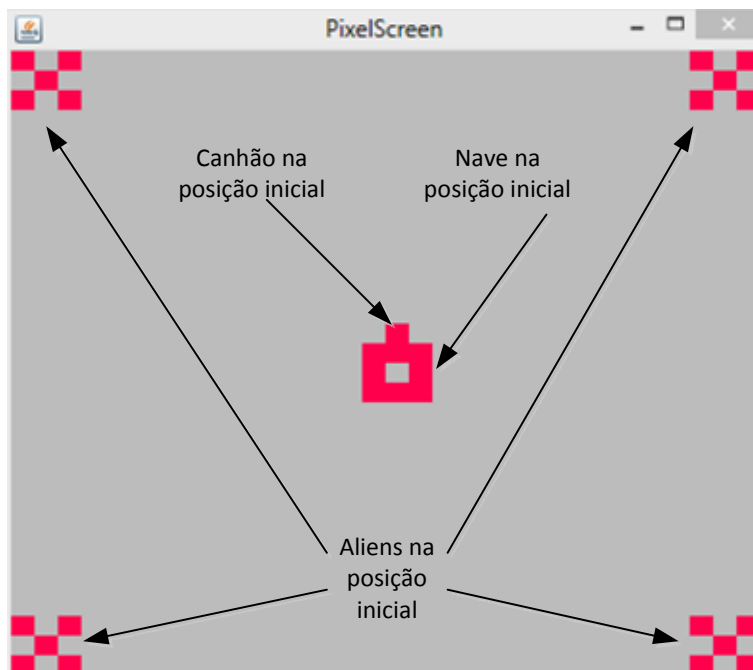 PixelScreen
Canhão na
posição inicial
Nave na
posição inicial
Aliens na
posição
inicial